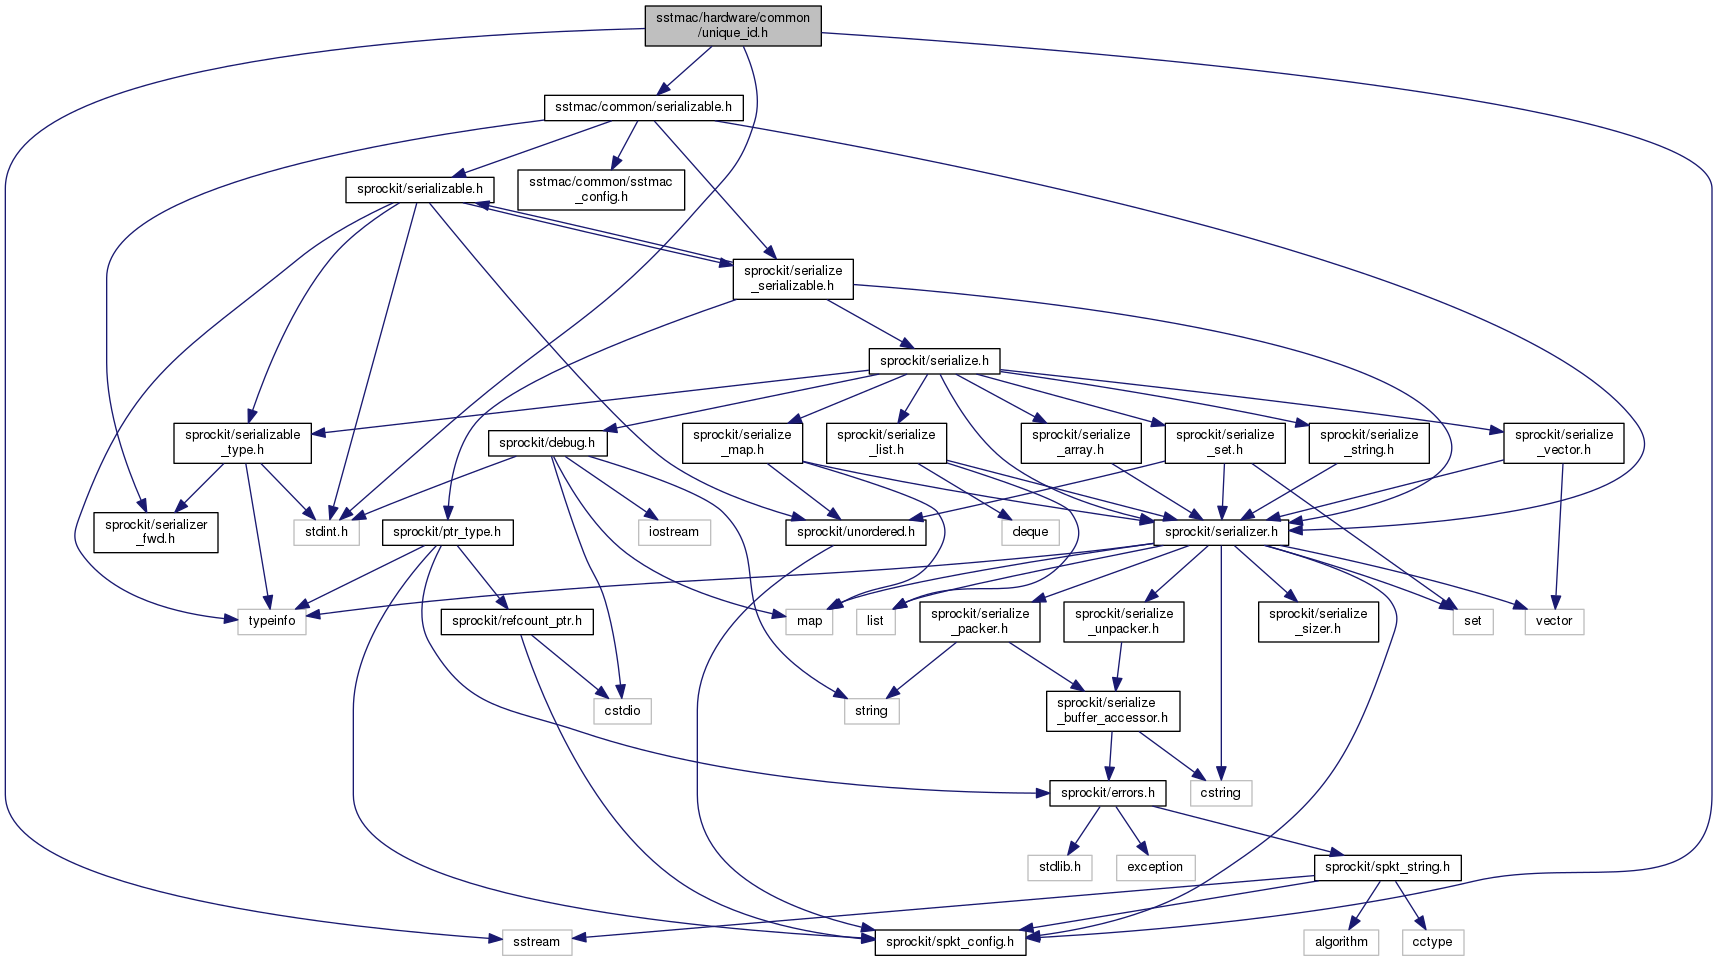 sstmac/hardware/common
/unique_id.h
sstmac/common/serializable.h
sprockit/serializable.h
sstmac/common/sstmac
_config.h
sprockit/serialize
_serializable.h
sprockit/serialize.h
sprockit/serializable
_type.h
sprockit/debug.h
sprockit/serialize
_map.h
sprockit/serialize
_list.h
sprockit/serialize
_array.h
sprockit/serialize
_set.h
sprockit/serialize
_string.h
sprockit/serialize
_vector.h
sprockit/serializer
_fwd.h
stdint.h
sprockit/ptr_type.h
iostream
sprockit/unordered.h
deque
sprockit/serializer.h
typeinfo
sprockit/refcount_ptr.h
map
list
sprockit/serialize
_packer.h
sprockit/serialize
_unpacker.h
sprockit/serialize
_sizer.h
set
vector
cstdio
string
sprockit/serialize
_buffer_accessor.h
sprockit/errors.h
cstring
stdlib.h
exception
sprockit/spkt_string.h
sstream
sprockit/spkt_config.h
algorithm
cctype